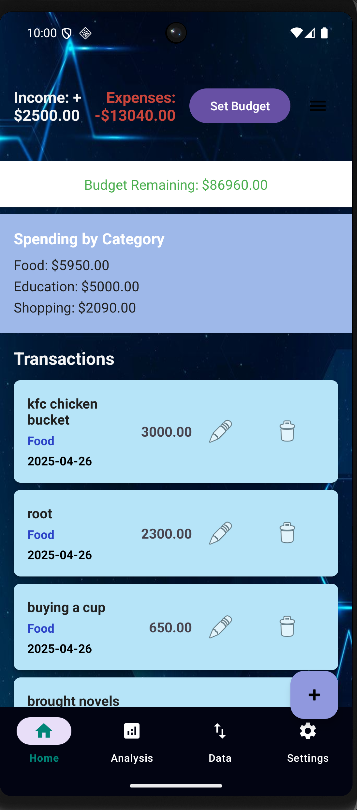 10:00
Income: + Expenses: Set Budget
$2500.00 -$13040.00
Budget Remaining: $86960.00
Spending by Category
Food: $5950.00
Education: $5000.00
Shopping: $2090.00
Transactions
kfc chicken
bucket
3000.00
Food
2025-04-26
root
2300.00
Food
2025-04-26
buying a cup
650.00
Food
2025-04-26
brought novels
+
Home Analysis Data Settings